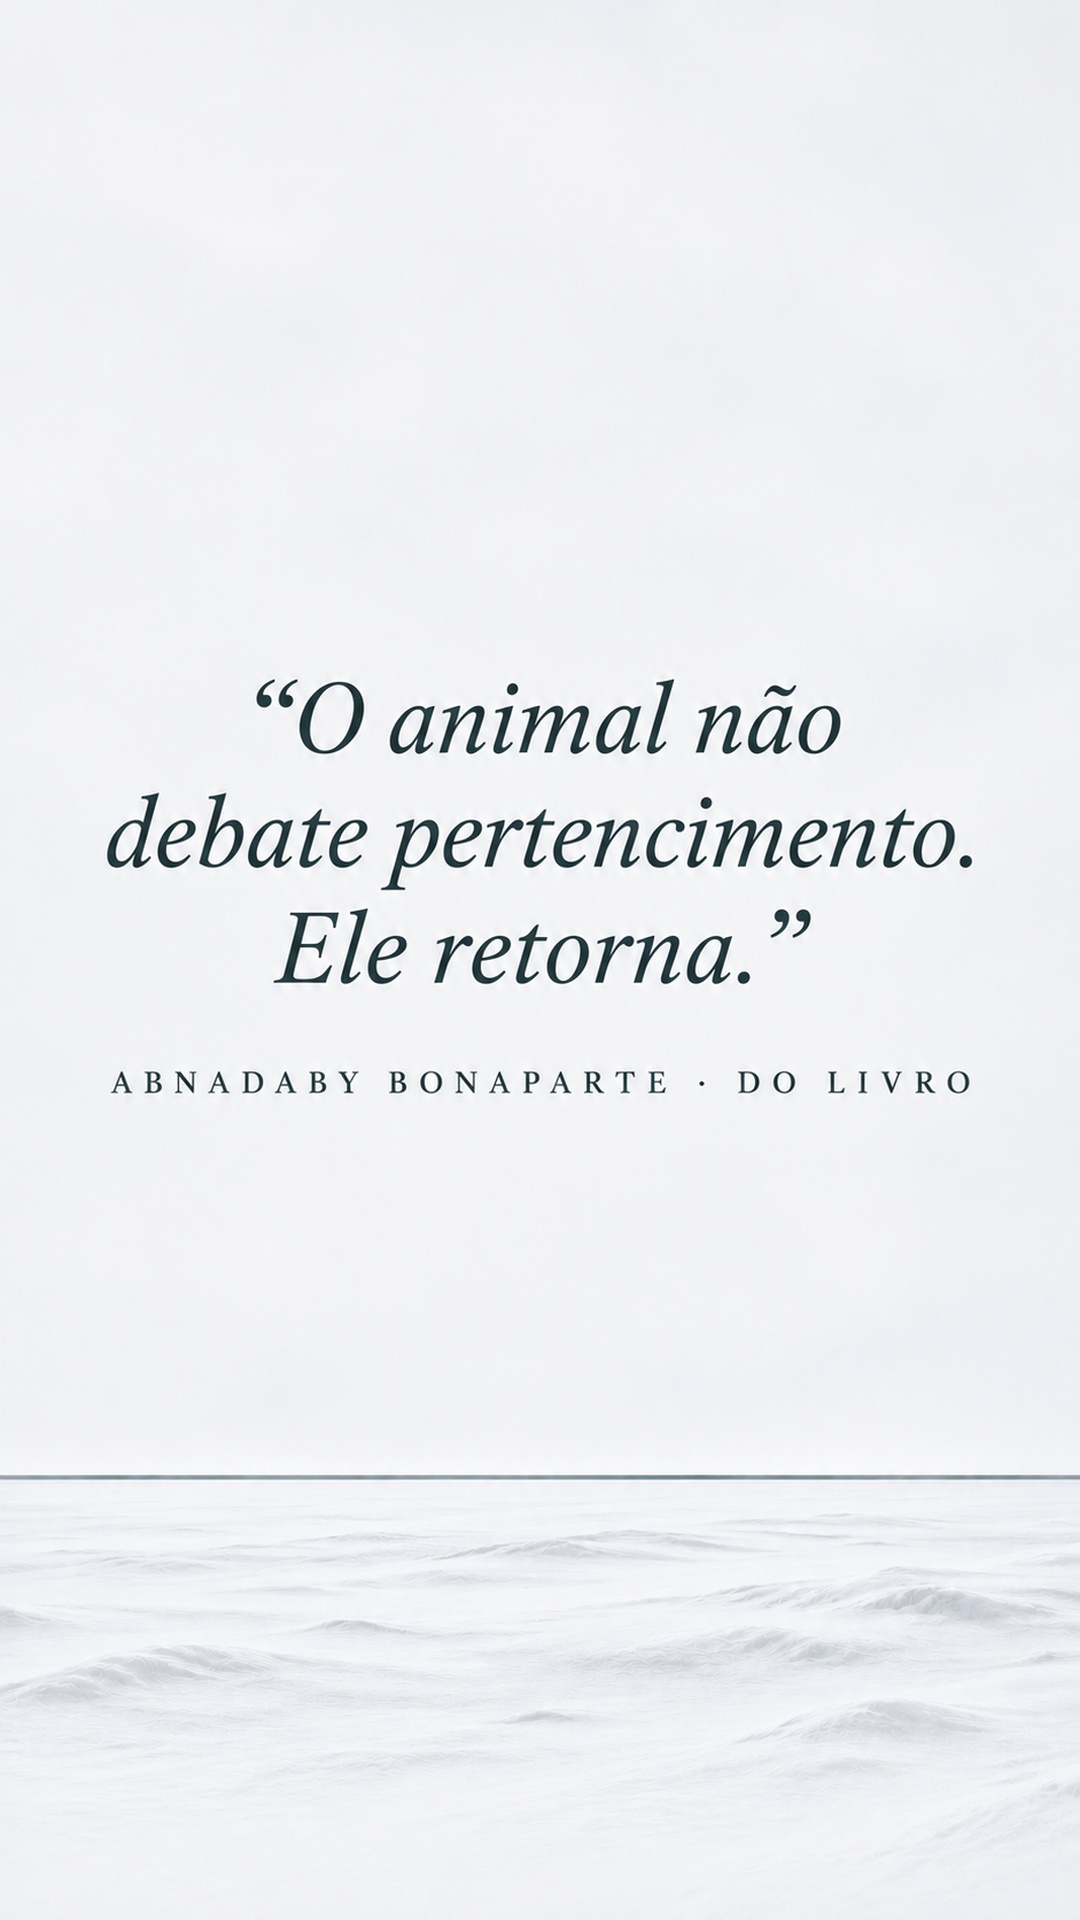 “O animal não
debate pertencimento.
Ele retorna.”
ABNADABY BONAPARTE · DO LIVRO